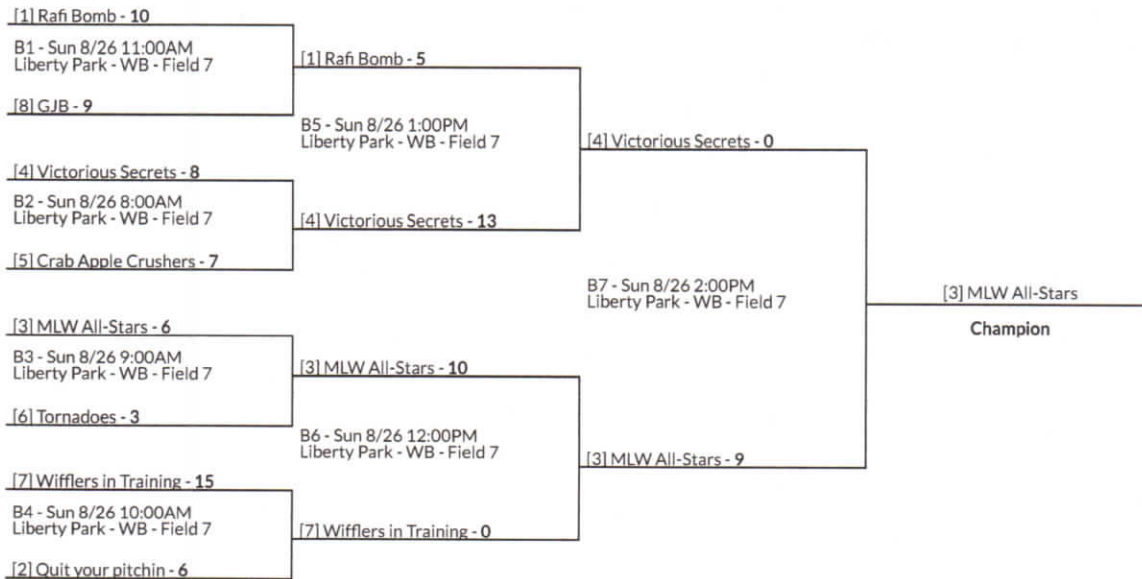 [1] Rafi Bomb - 10
B1 - Sun 8/26 11:00AM
Liberty Park - WB - Field 7
[8] GJB - 9
[4] Victorious Secrets - 8
B2 - Sun 8/26 8:00AM
Liberty Park - WB - Field 7
[5] Crab Apple Crushers - 7
[3] MLW All-Stars - 6
B3 - Sun 8/26 9:00AM
Liberty Park - WB - Field 7
[6] Tornadoes - 3
[7] Wifflers in Training - 15
B4 - Sun 8/26 10:00AM
Liberty Park - WB - Field 7
[2] Quit your pitchin - 6
[1] Rafi Bomb - 5
B5 - Sun 8/26 1:00PM
Liberty Park - WB - Field 7
[4] Victorious Secrets - 13
[3] MLW All-Stars - 10
B6 - Sun 8/26 12:00PM
Liberty Park - WB - Field 7
[7] Wifflers in Training - 0
[4] Victorious Secrets - 0
B7 - Sun 8/26 2:00PM
Liberty Park - WB - Field 7
[3] MLW All-Stars - 9
[3] MLW All-Stars
Champion